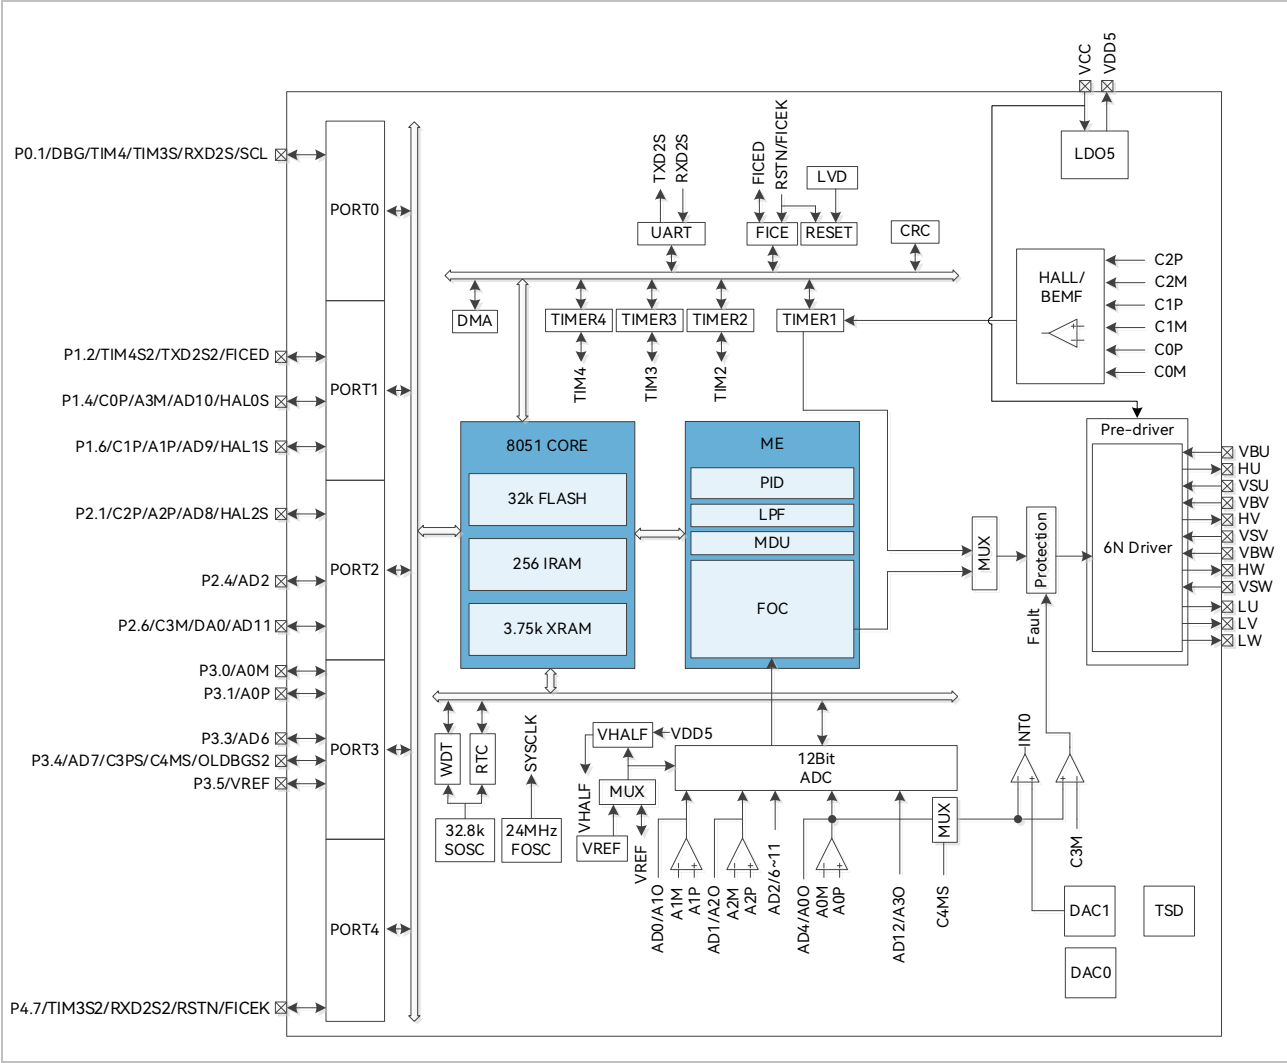 VCC
VDD5
P0.1/DBG/TIM4/TIM3S/RXD2S/SCL
PORT0
TXD2S
RXD2S
FICED
RSTN/FICEK
LVD
LDO5
UART
FICE
RESET
CRC
HALL/
BEMF
C2P
C2M
C1P
C1M
C0P
C0M
DMA
TIMER4
TIMER3
TIMER2
TIMER1
TIM4
TIM3
TIM2
P1.2/TIM4S2/TXD2S2/FICED
PORT1
P1.4/C0P/A3M/AD10/HAL0S
P1.6/C1P/A1P/AD9/HAL1S
8051 CORE
32k FLASH
256 IRAM
3.75k XRAM
ME
PID
LPF
MDU
FOC
MUX
Protection
Fault
Pre-driver
6N Driver
VBU
HU
VSU
VBV
HV
VSV
VBW
HW
VSW
LU
LV
LW
P2.1/C2P/A2P/AD8/HAL2S
PORT2
P2.4/AD2
P2.6/C3M/DA0/AD11
P3.0/A0M
P3.1/A0P
P3.3/AD6
PORT3
P3.4/AD7/C3PS/C4MS/OLDBGS2
P3.5/VREF
WDT
RTC
SYSCLK
32.8k
SOSC
24MHz
FOSC
VHALF
VDD5
VHALF
MUX
VREF
VREF
12Bit
ADC
AD0/A1O
A1M
A1P
AD1/A2O
A2M
A2P
AD2/6~11
AD4/A0O
A0M
A0P
AD12/A3O
MUX
C4MS
INT0
C3M
DAC1
TSD
DAC0
PORT4
P4.7/TIM3S2/RXD2S2/RSTN/FICEK